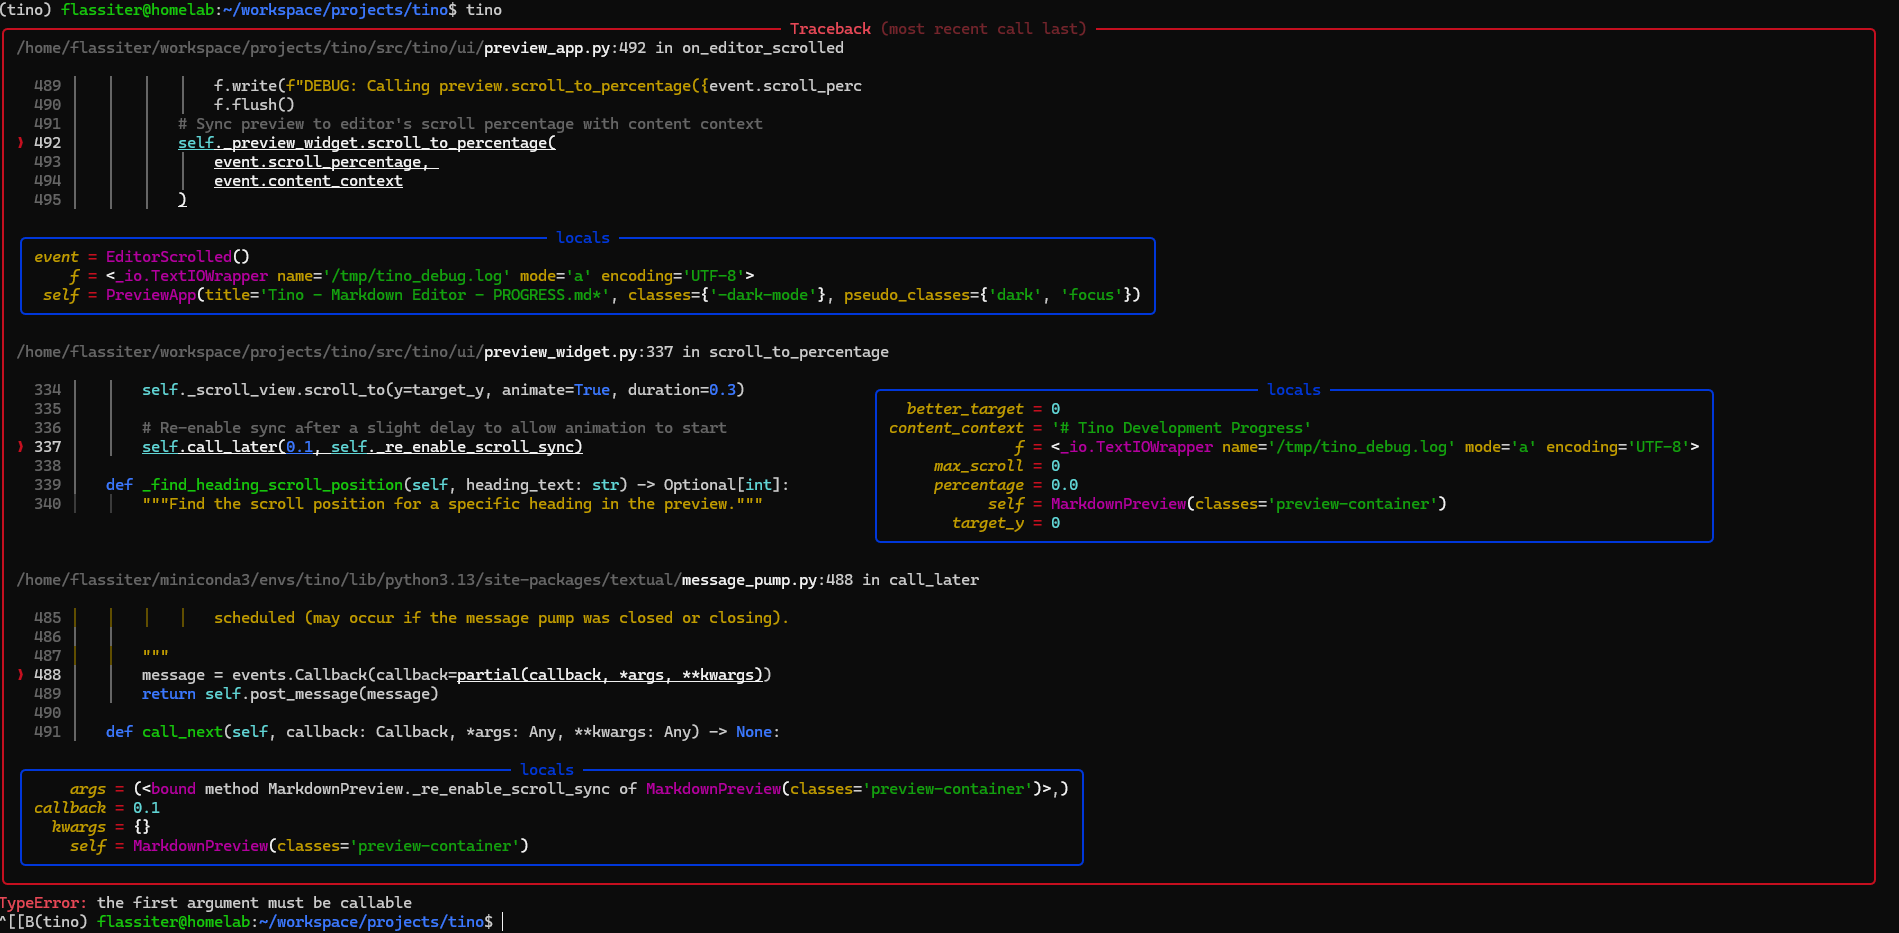 (tino) flassiter@homelab:~/workspace/projects/tino$ tino
Traceback (most recent call last)
/home/flassiter/workspace/projects/tino/src/tino/ui/preview_app.py:492 in on_editor_scrolled
489 f.write(f"DEBUG: Calling preview.scroll_to_percentage({event.scroll_perc
490 f.flush()
491 # Sync preview to editor's scroll percentage with content context
❱ 492 self._preview_widget.scroll_to_percentage(
493 event.scroll_percentage,
494 event.content_context
495 )
locals
event = EditorScrolled()
f = <_io.TextIOWrapper name='/tmp/tino_debug.log' mode='a' encoding='UTF-8'>
self = PreviewApp(title='Tino - Markdown Editor - PROGRESS.md*', classes={'-dark-mode'}, pseudo_classes={'dark', 'focus'})
/home/flassiter/workspace/projects/tino/src/tino/ui/preview_widget.py:337 in scroll_to_percentage
334 self._scroll_view.scroll_to(y=target_y, animate=True, duration=0.3)
335
336 # Re-enable sync after a slight delay to allow animation to start
❱ 337 self.call_later(0.1, self._re_enable_scroll_sync)
338
339 def _find_heading_scroll_position(self, heading_text: str) -> Optional[int]:
340 """Find the scroll position for a specific heading in the preview."""
locals
better_target = 0
content_context = '# Tino Development Progress'
f = <_io.TextIOWrapper name='/tmp/tino_debug.log' mode='a' encoding='UTF-8'>
max_scroll = 0
percentage = 0.0
self = MarkdownPreview(classes='preview-container')
target_y = 0
/home/flassiter/miniconda3/envs/tino/lib/python3.13/site-packages/textual/message_pump.py:488 in call_later
485 scheduled (may occur if the message pump was closed or closing).
486
487 """
❱ 488 message = events.Callback(callback=partial(callback, *args, **kwargs))
489 return self.post_message(message)
490
491 def call_next(self, callback: Callback, *args: Any, **kwargs: Any) -> None:
locals
args = (<bound method MarkdownPreview._re_enable_scroll_sync of MarkdownPreview(classes='preview-container')>,)
callback = 0.1
kwargs = {}
self = MarkdownPreview(classes='preview-container')
TypeError: the first argument must be callable
^[[B(tino) flassiter@homelab:~/workspace/projects/tino$